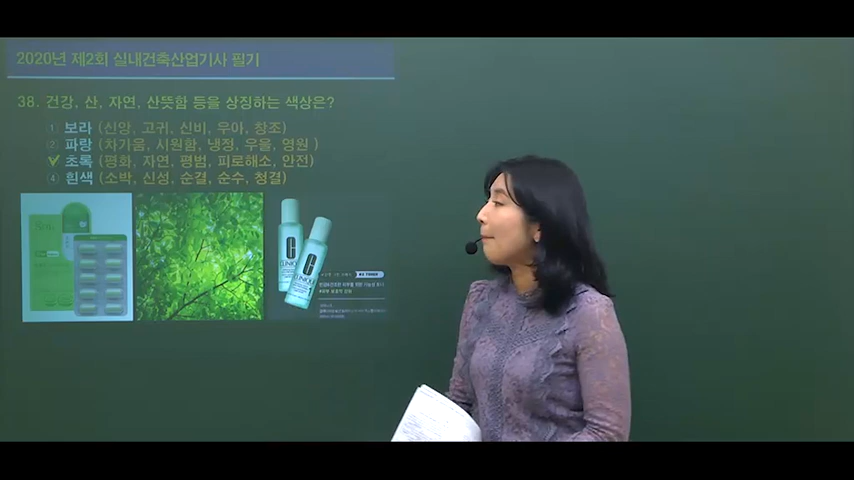 2020년 제2회 실내건축산업기사 필기
38. 건강, 산, 자연, 산뜻함 등을 상징하는 색상은?
① 보라 (신앙, 고귀, 신비, 우아, 창조)
② 파랑 (차가움, 시원함, 냉정, 우울, 영원 )
초록 (평화, 자연, 평범, 피로해소, 안전)
④ 흰색 (소박, 신성, 순결, 순수, 청결)
CLINIQUE
CLINIQUE